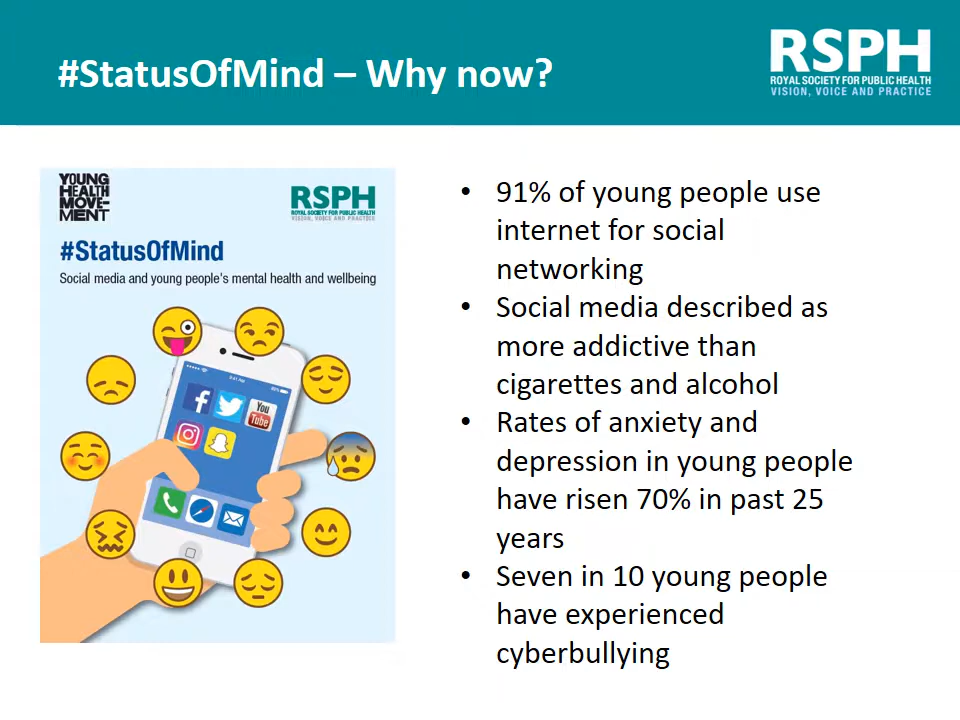 #StatusOfMind – Why now?
RSPH
ROYAL SOCIETY FOR PUBLIC HEALTH
VISION, VOICE AND PRACTICE
YOUNG
HEALTH
MOVE-
MENT
RSPH
ROYAL SOCIETY FOR PUBLIC HEALTH
VISION, VOICE AND PRACTICE
#StatusOfMind
Social media and young people's mental health and wellbeing
9:41 AM
You
Tube
• 91% of young people use
internet for social
networking
• Social media described as
more addictive than
cigarettes and alcohol
• Rates of anxiety and
depression in young people
have risen 70% in past 25
years
• Seven in 10 young people
have experienced
cyberbullying